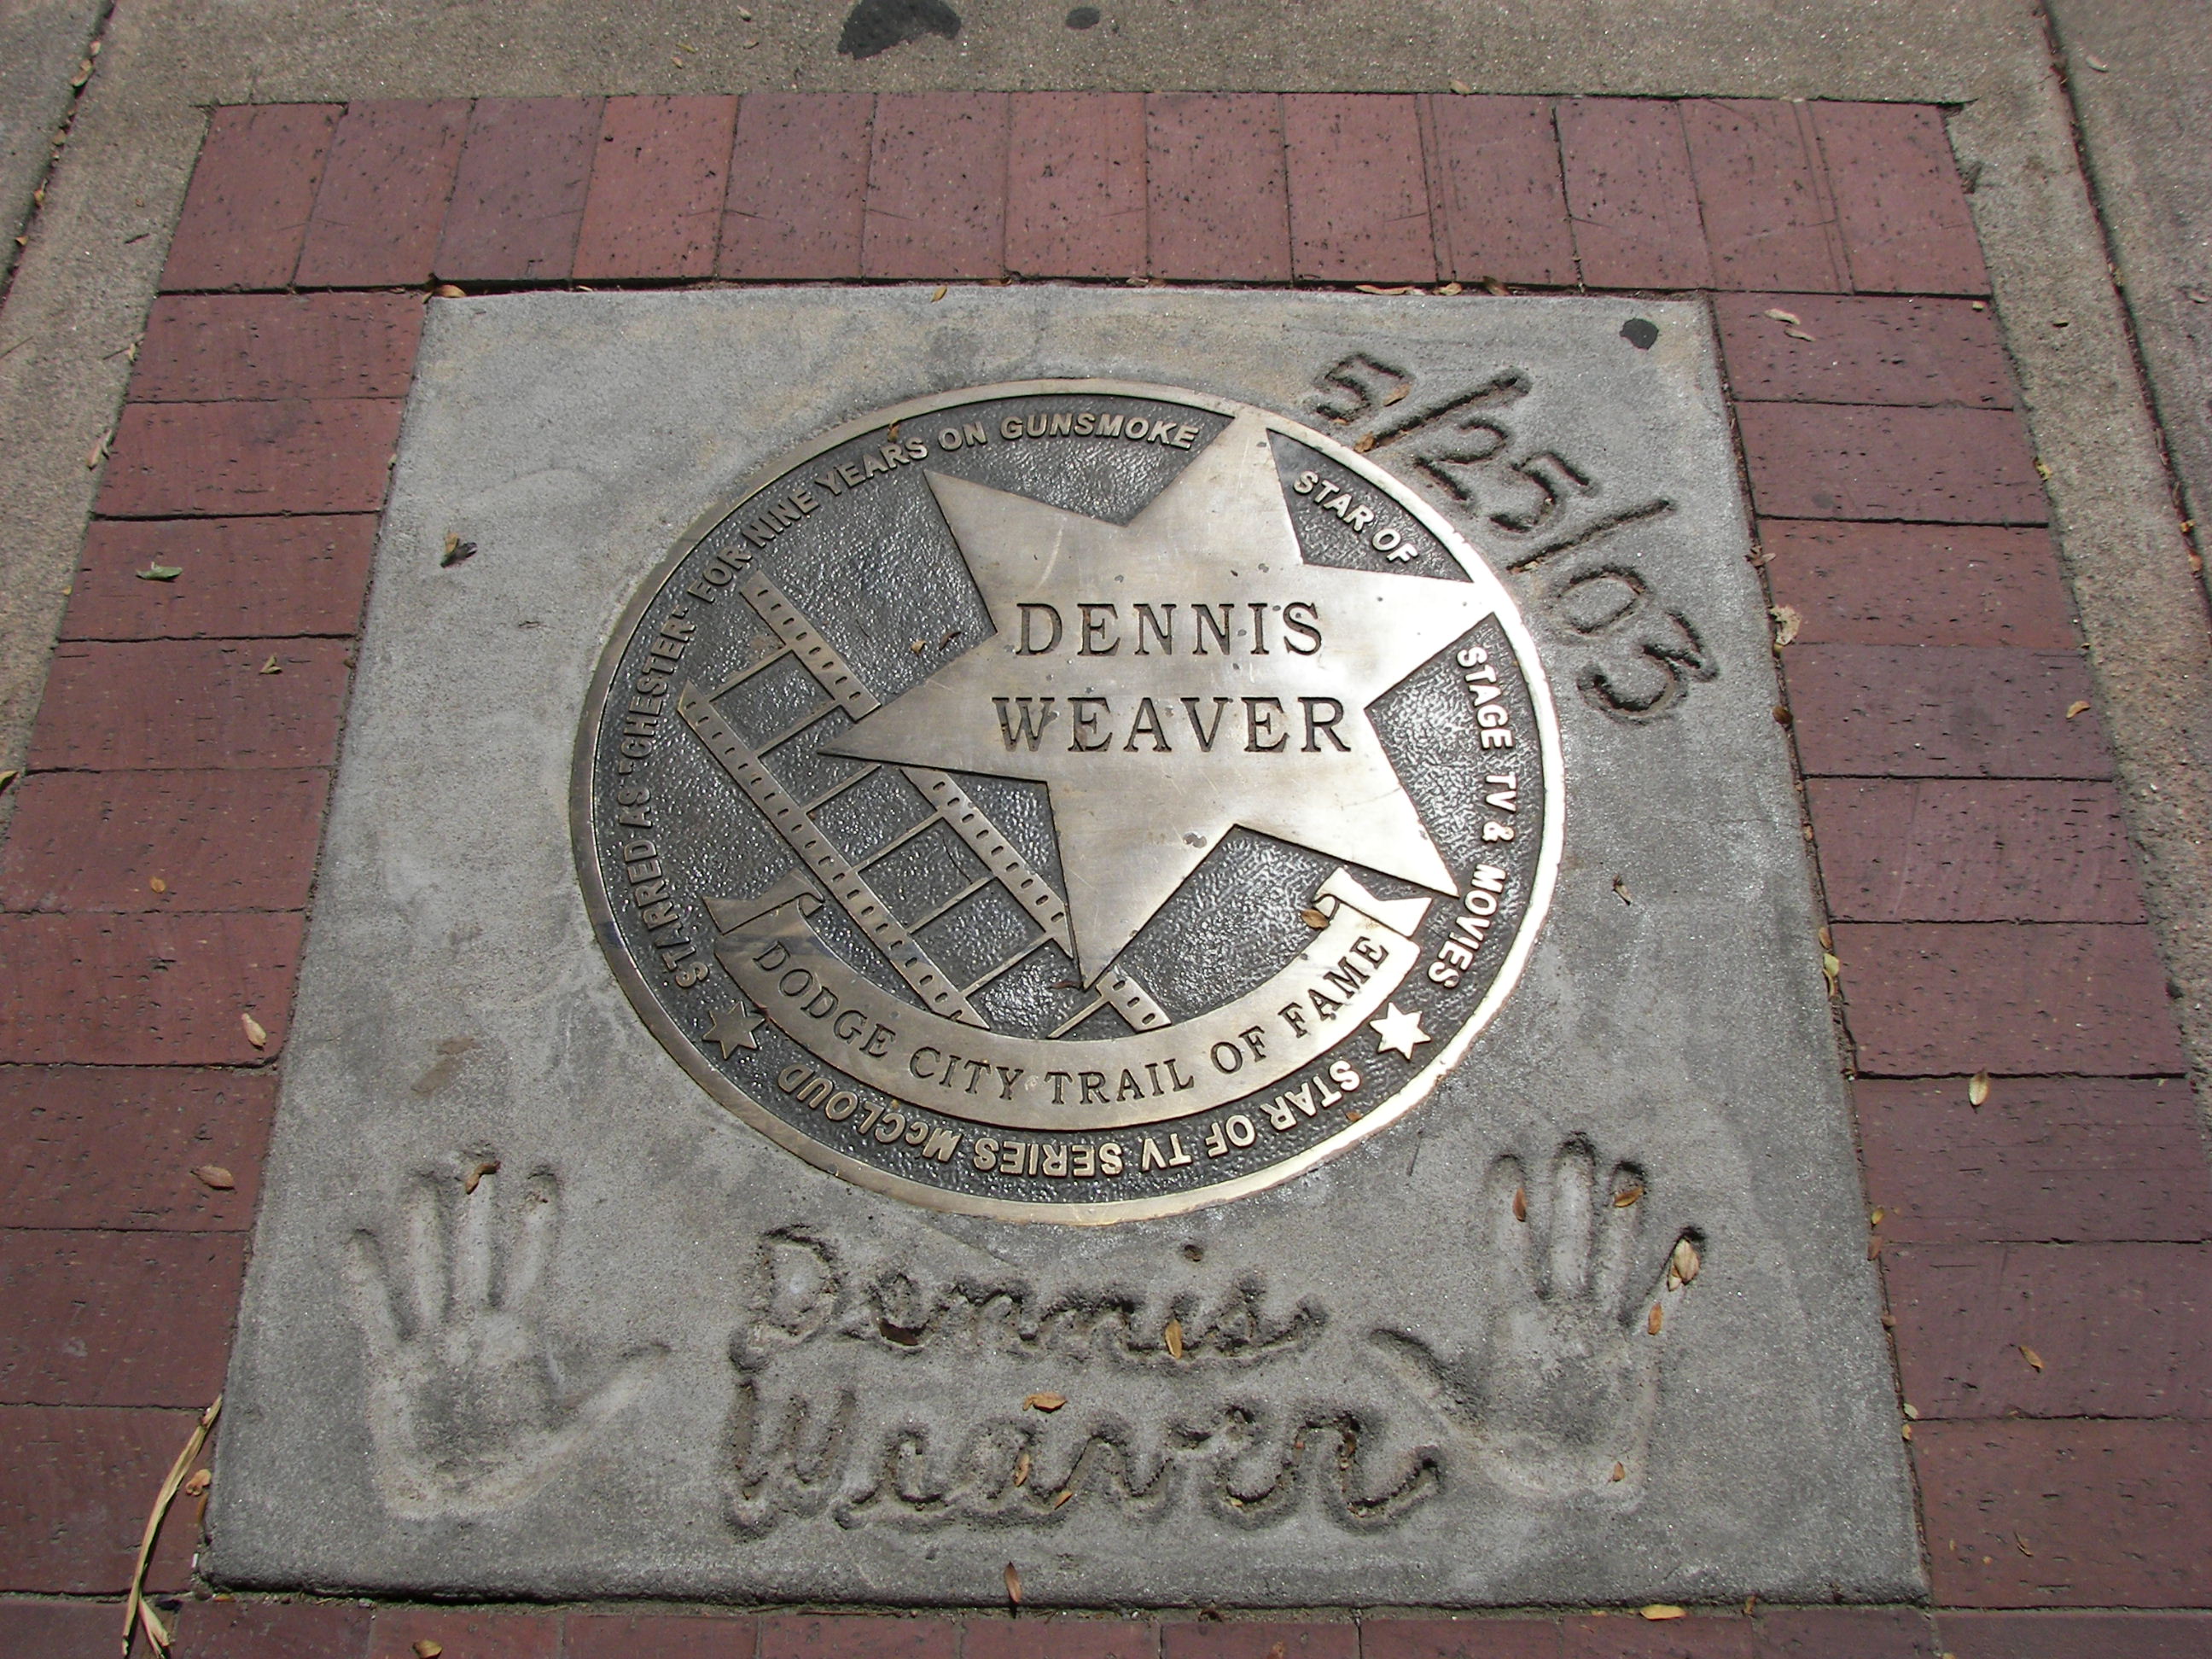 5/25/03
STARRED AS "CHESTER" FOR NINE YEARS ON GUNSMOKE
STAR OF
STAGE TV & MOVIES
DENNIS
WEAVER
DODGE CITY TRAIL OF FAME
STAR OF TV SERIES McCLOUD
Dennis
Weaver